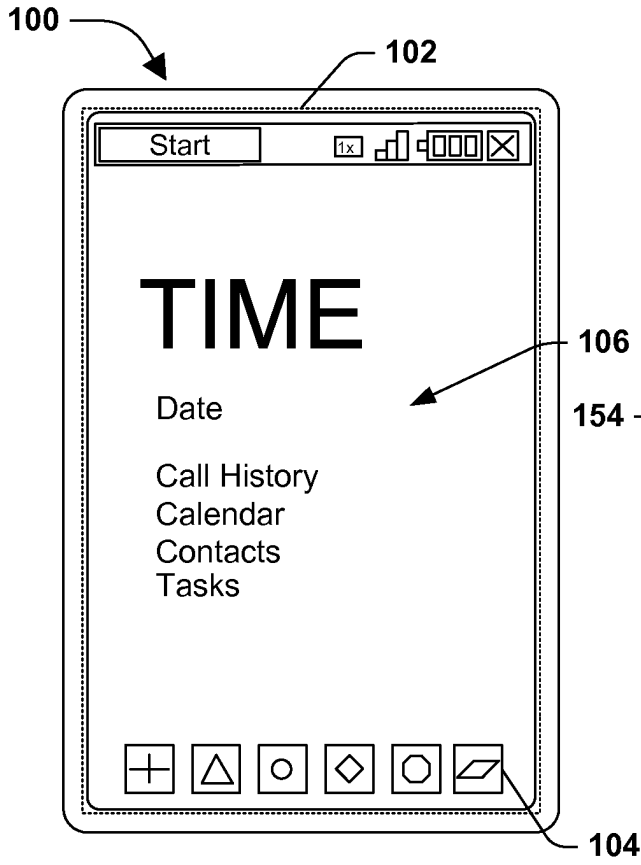 100
102
Start 1x
TIME
106
Date
154
Call History
Calendar
Contacts
Tasks
104